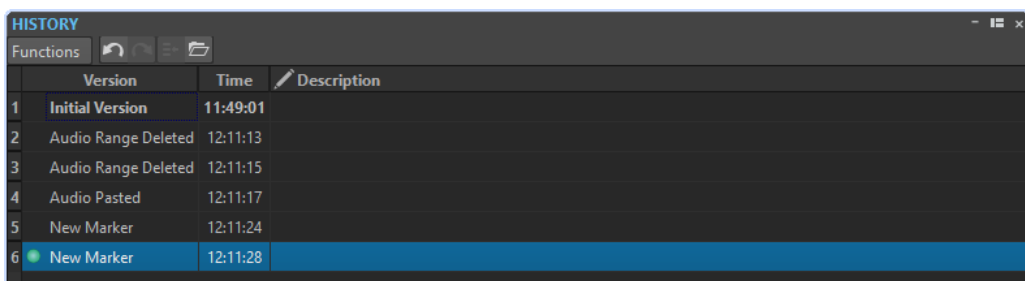 HISTORY
Functions
Version Time Description
1 Initial Version 11:49:01
2 Audio Range Deleted 12:11:13
3 Audio Range Deleted 12:11:15
4 Audio Pasted 12:11:17
5 New Marker 12:11:24
6 New Marker 12:11:28